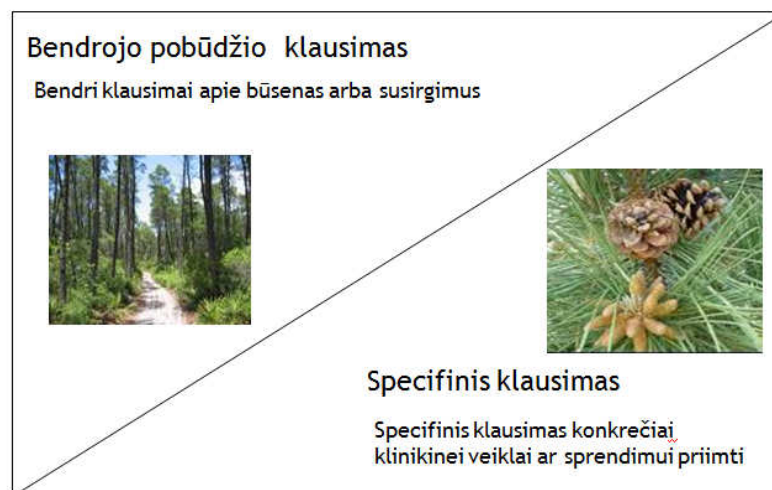 Bendrojo pobūdžio klausimas
Bendri klausimai apie būsenas arba susirgimus
Specifinis klausimas
Specifinis klausimas konkrečiai
klinikinei veiklai ar sprendimui priimti